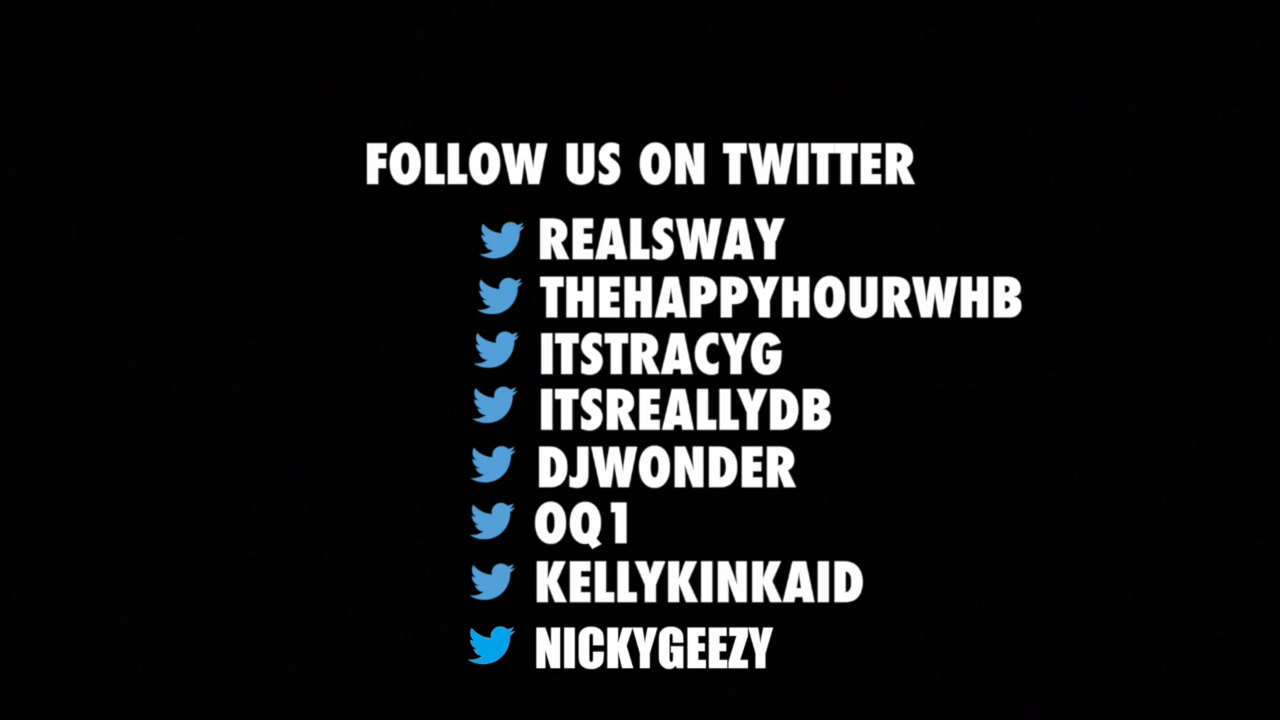 FOLLOW US ON TWITTER
REALSWAY
THEHAPPYHOURWHB
ITSTRACYG
ITSREALLYDB
DJWONDER
OQ1
KELLYKINKAID
NICKYGEEZY